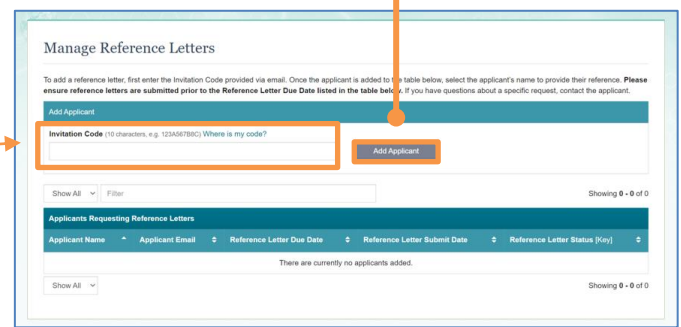 Manage Reference Letters
To add a reference letter, first enter the Invitation Code provided via email. Once the applicant is added to the table below, select the applicant's name to provide their reference. Please
ensure reference letters are submitted prior to the Reference Letter Due Date listed in the table below. If you have questions about a specific request, contact the applicant.
Add Applicant
Invitation Code (10 characters, e.g. 123A567B8C) Where is my code?
Add Applicant
Show All Filter Showing 0 - 0 of 0
Applicants Requesting Reference Letters
Applicant Name Applicant Email Reference Letter Due Date Reference Letter Submit Date Reference Letter Status [Key]
There are currently no applicants added.
Show All Showing 0 - 0 of 0